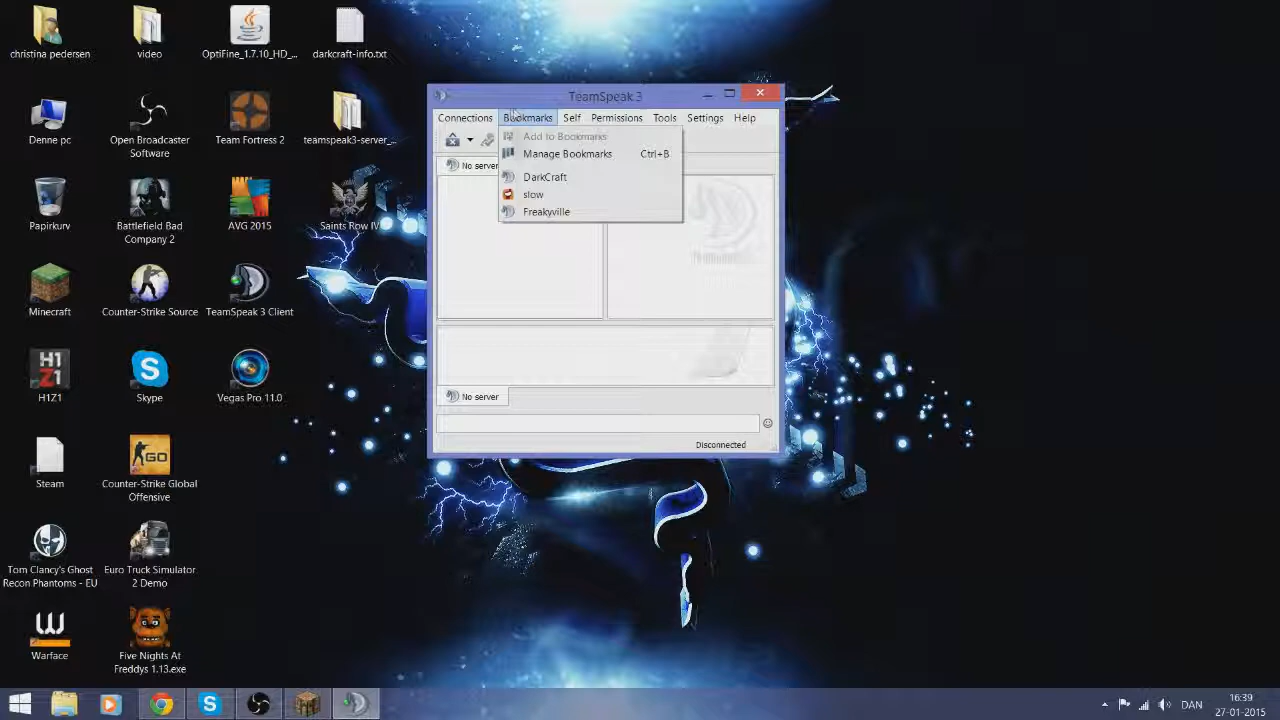 christina pedersen
video
OptiFine_1.7.10_HD_...
darkcraft-info.txt
Denne pc
Open Broadcaster
Software
Team Fortress 2
teamspeak3-server_...
Papirkurv
Battlefield Bad
Company 2
AVG 2015
Saints Row IV
Minecraft
Counter-Strike Source
TeamSpeak 3 Client
H1Z1
H1Z1
Skype
Vegas Pro 11.0
Steam
GO
Counter-Strike Global
Offensive
Tom Clancy's Ghost
Recon Phantoms - EU
Euro Truck Simulator
2 Demo
Warface
Five Nights At
Freddys 1.13.exe
TeamSpeak 3
Connections Bookmarks Self Permissions Tools Settings Help
Add to Bookmarks
Manage Bookmarks Ctrl+B
DarkCraft
slow
Freakyville
No server
No server
Disconnected
DAN
16:39
27-01-2015